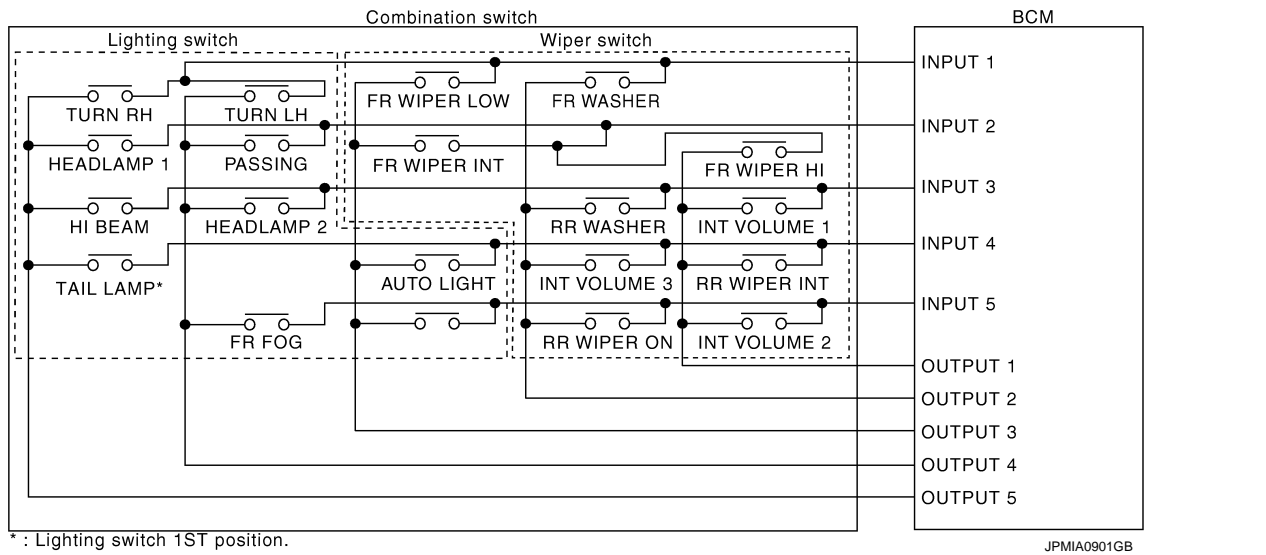 Combination switch
BCM
Lighting switch
Wiper switch
INPUT 1
TURN RH
TURN LH
FR WIPER LOW
FR WASHER
INPUT 2
HEADLAMP 1
PASSING
FR WIPER INT
FR WIPER HI
INPUT 3
HI BEAM
HEADLAMP 2
RR WASHER
INT VOLUME 1
INPUT 4
TAIL LAMP*
AUTO LIGHT
INT VOLUME 3
RR WIPER INT
INPUT 5
FR FOG
RR WIPER ON
INT VOLUME 2
OUTPUT 1
OUTPUT 2
OUTPUT 3
OUTPUT 4
OUTPUT 5
* : Lighting switch 1ST position.
JPMIA0901GB